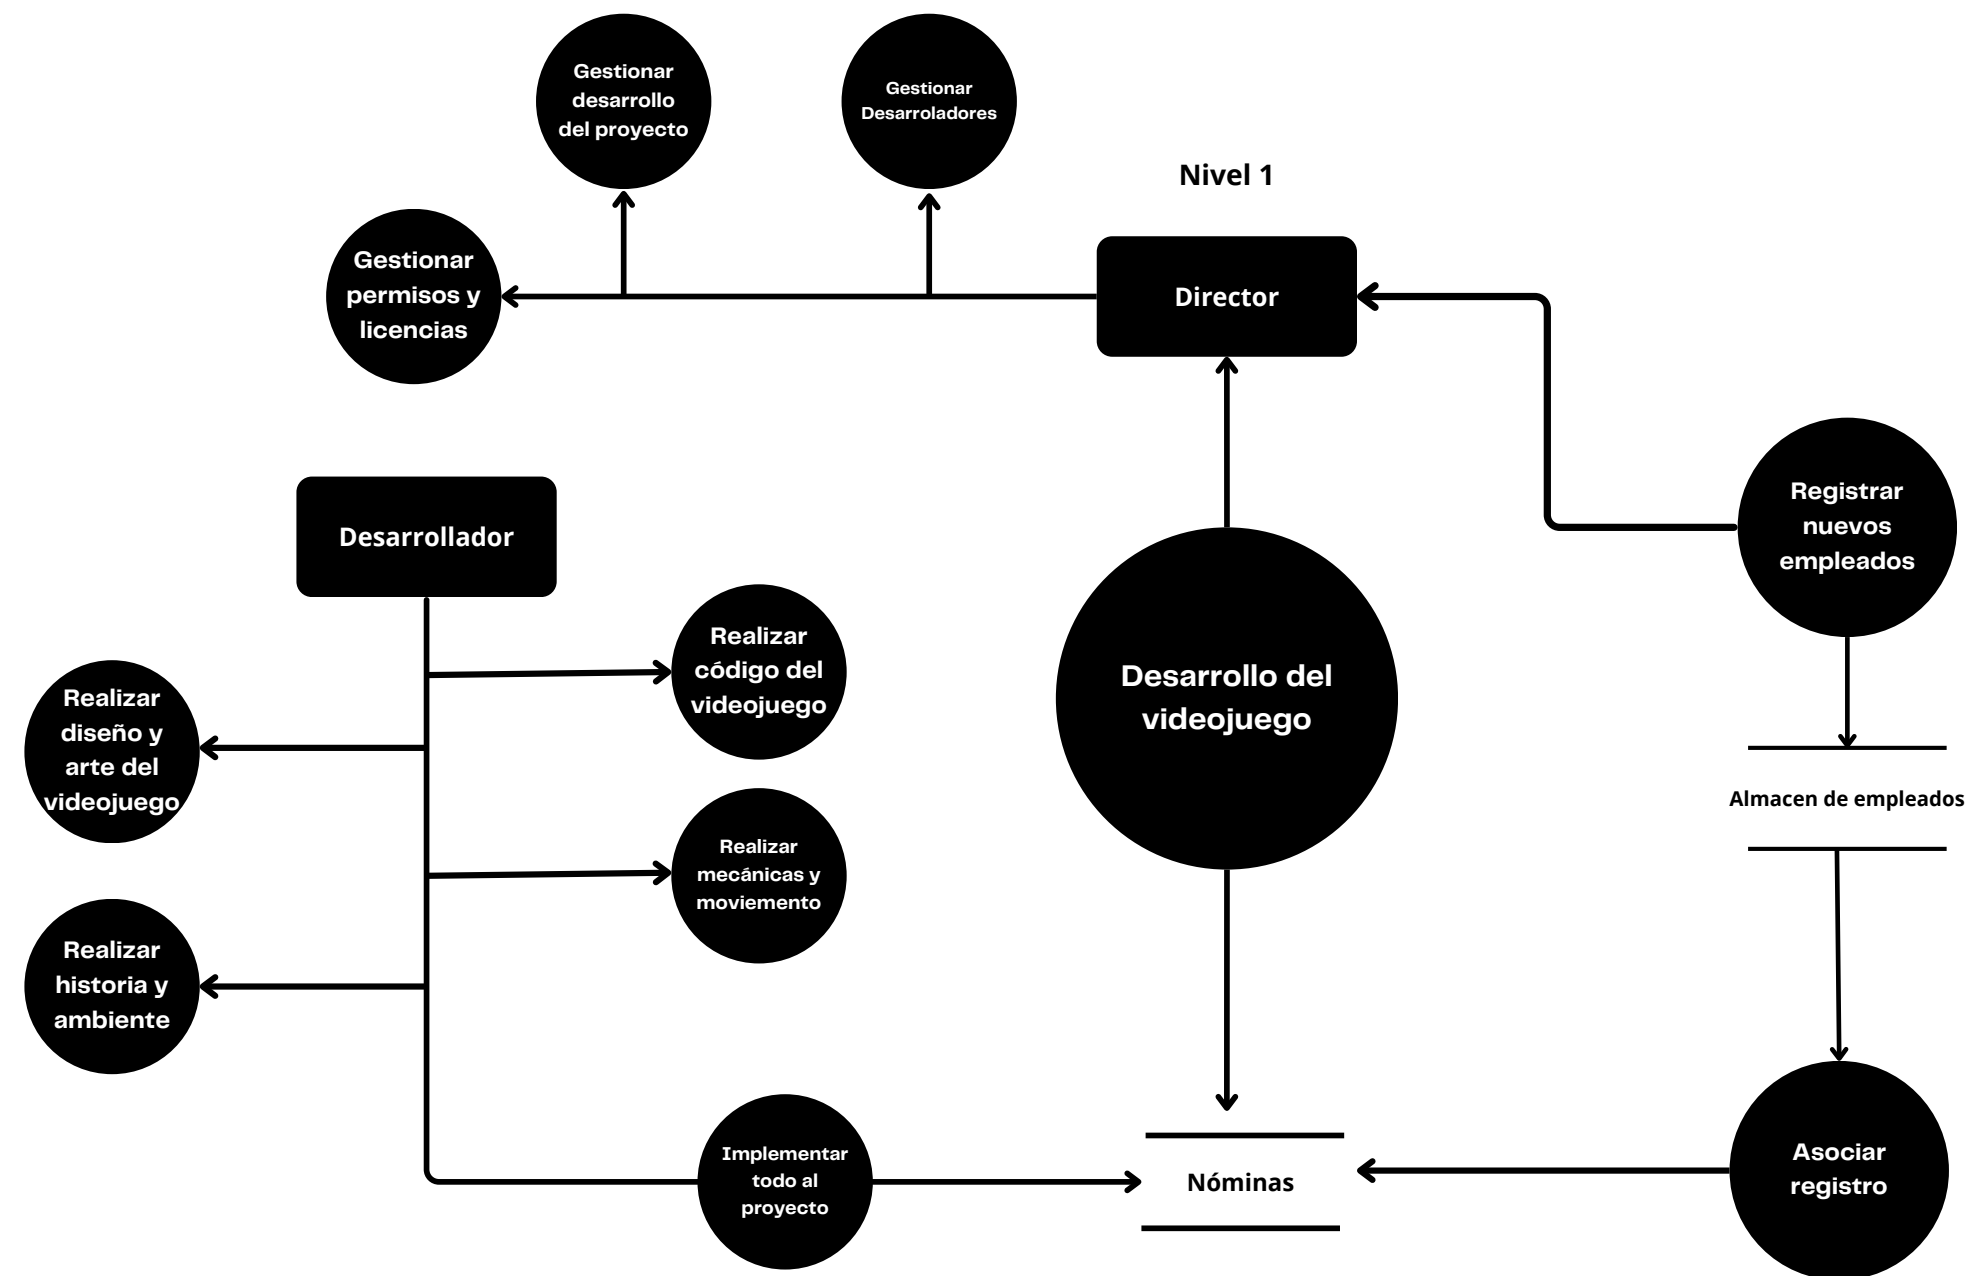 Gestionar
desarrollo
del proyecto
Gestionar
Desarroladores
Nivel 1
Gestionar
permisos y
licencias
Director
Registrar
nuevos
empleados
Desarrollador
Realizar
código del
videojuego
Desarrollo del
videojuego
Realizar
diseño y
arte del
videojuego
Almacen de empleados
Realizar
mecánicas y
moviemento
Realizar
historia y
ambiente
Implementar
todo al
proyecto
Nóminas
Asociar
registro